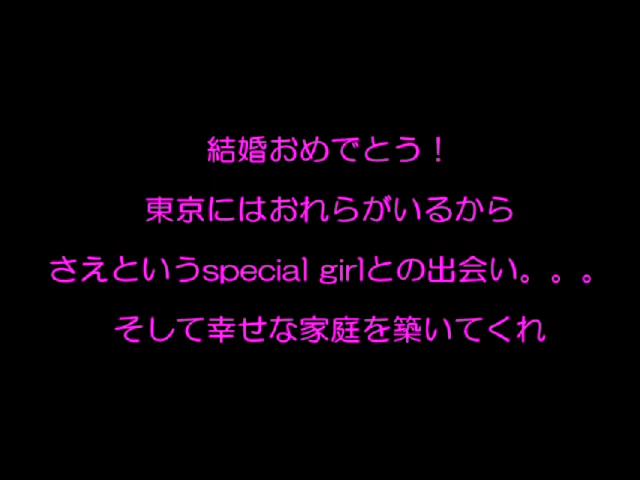 結婚おめでとう！
東京にはおれらがいるから
さえというspecial girlとの出会い。。。
そして幸せな家庭を築いてくれ